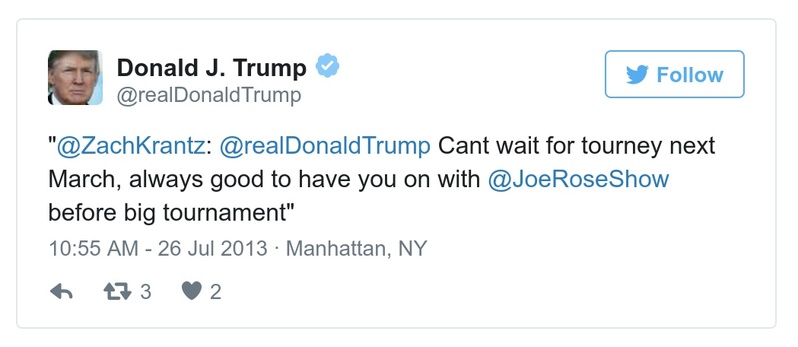 Donald J. Trump
@realDonaldTrump
Follow
"@ZachKrantz: @realDonaldTrump Cant wait for tourney next
March, always good to have you on with @JoeRoseShow
before big tournament"
10:55 AM - 26 Jul 2013 · Manhattan, NY
3 2